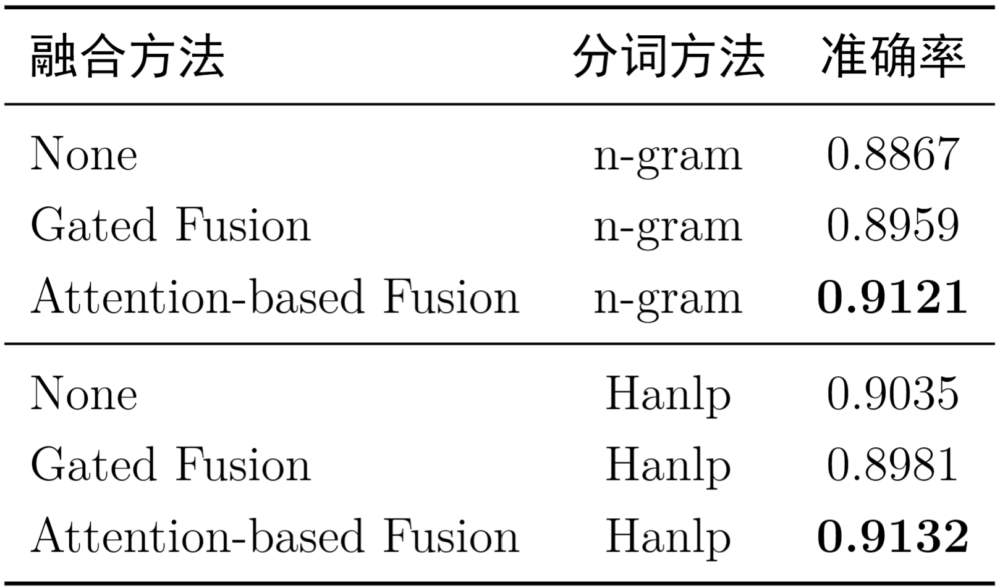 融合方法 分词方法 准确率
None n-gram 0.8867
Gated Fusion n-gram 0.8959
Attention-based Fusion n-gram 0.9121
None Hanlp 0.9035
Gated Fusion Hanlp 0.8981
Attention-based Fusion Hanlp 0.9132